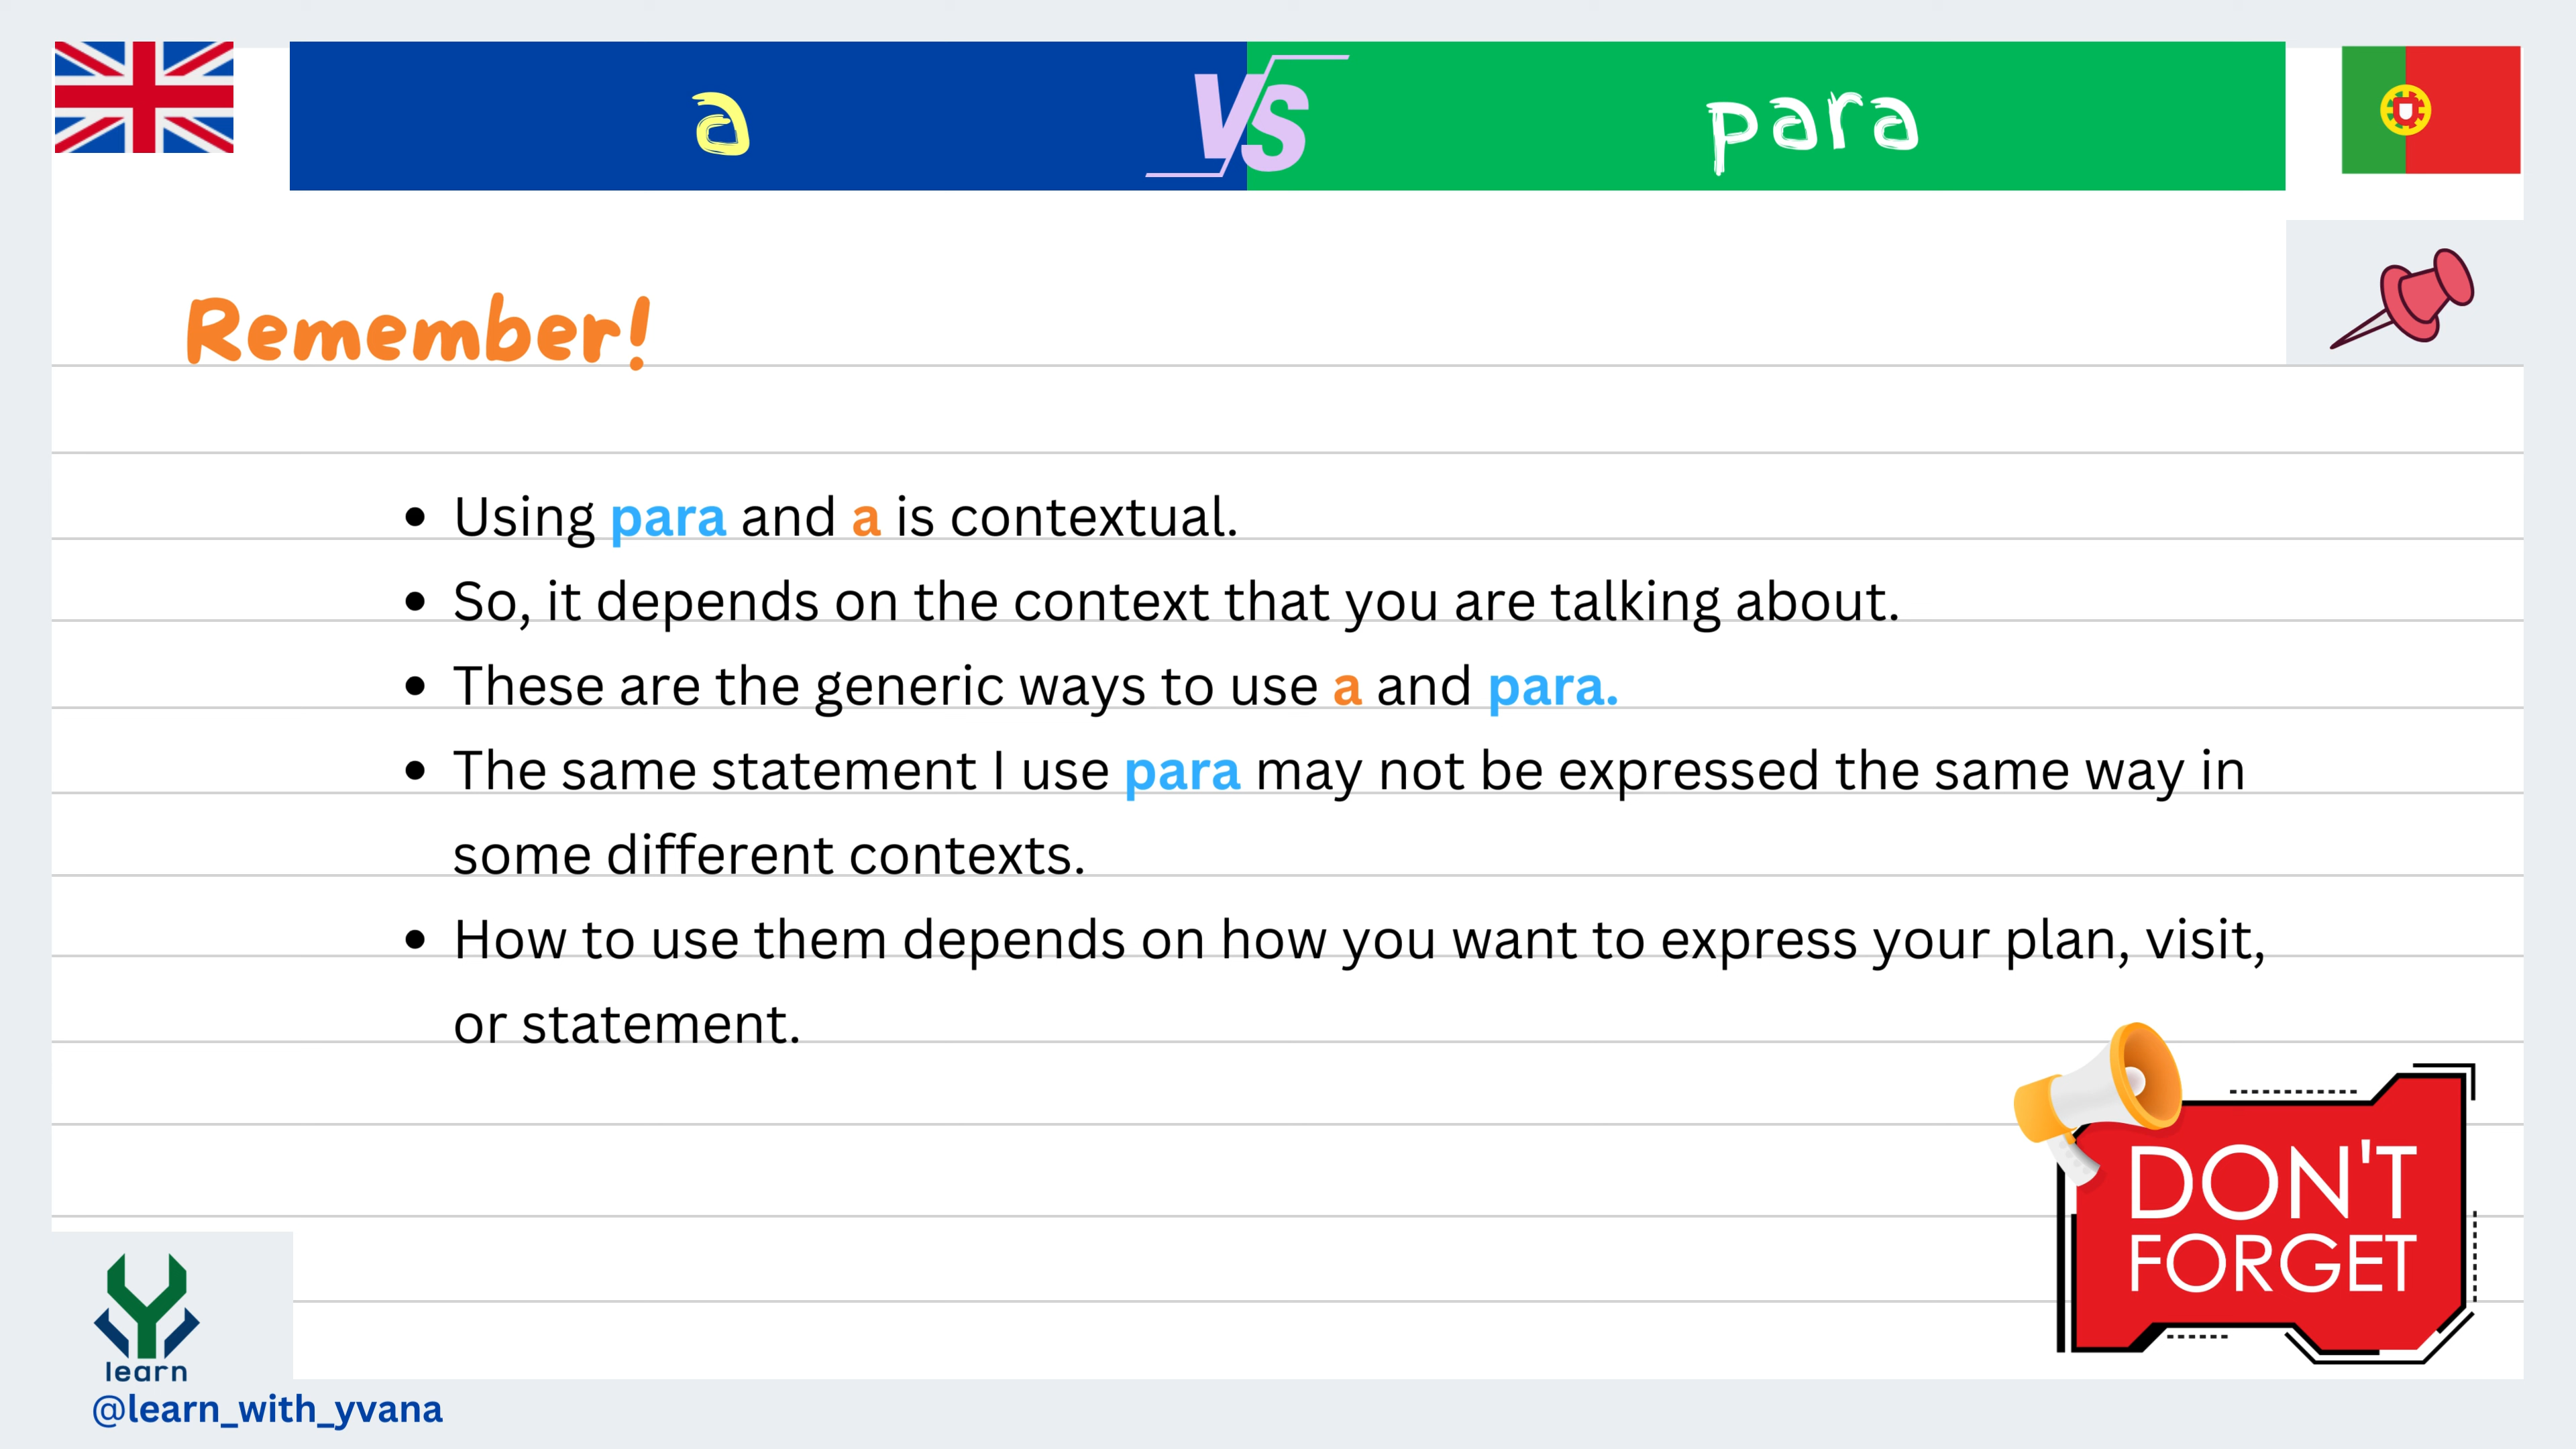 a VS para
Remember!
• Using para and a is contextual.
• So, it depends on the context that you are talking about.
• These are the generic ways to use a and para.
• The same statement I use para may not be expressed the same way in
some different contexts.
• How to use them depends on how you want to express your plan, visit,
or statement.
DON'T
FORGET
learn
@learn_with_yvana